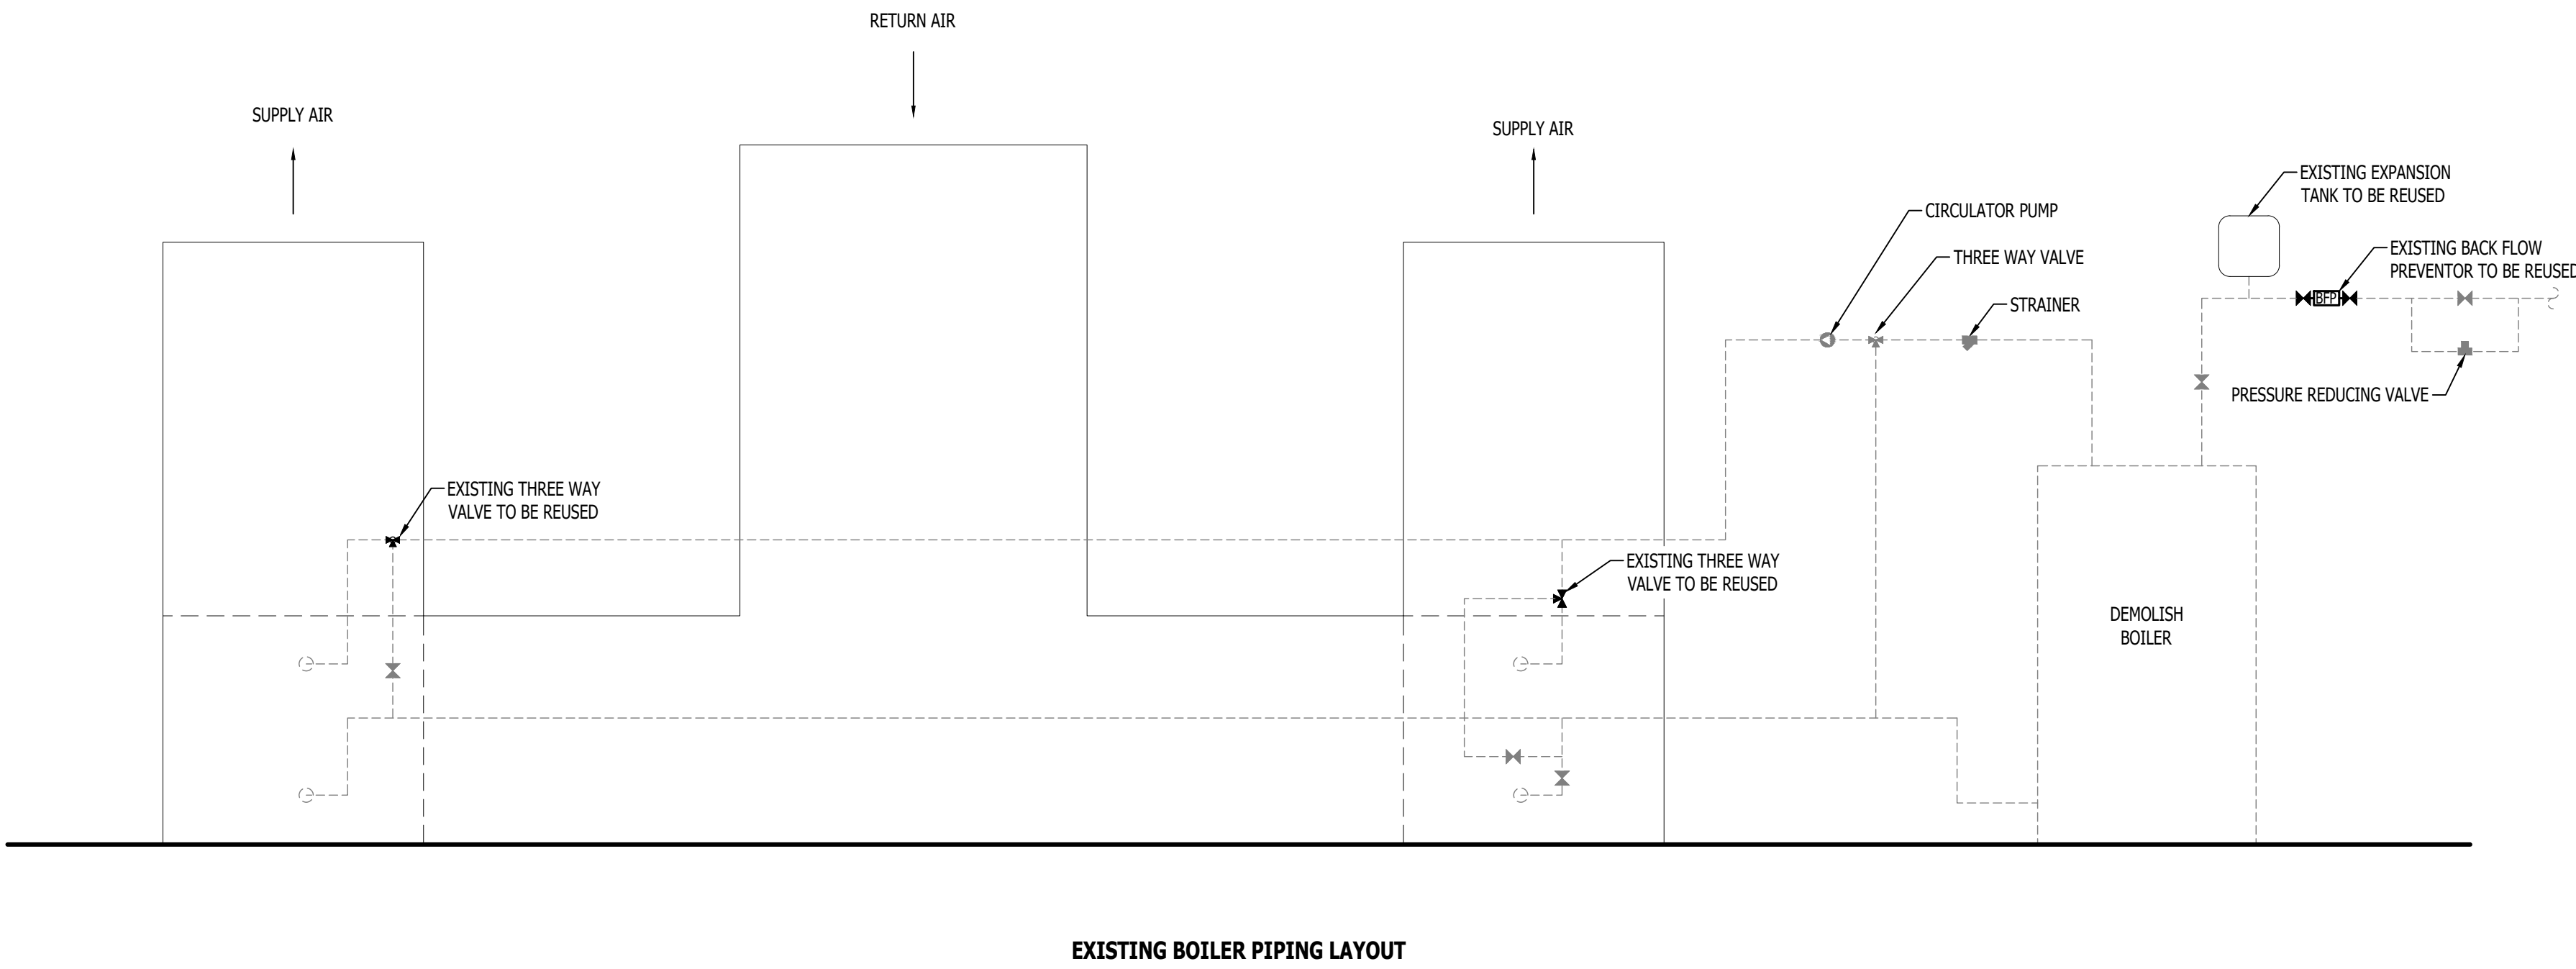 RETURN AIR
SUPPLY AIR
SUPPLY AIR
EXISTING EXPANSION
TANK TO BE REUSED
CIRCULATOR PUMP
EXISTING BACK FLOW
PREVENTOR TO BE REUSED
THREE WAY VALVE
BFP
STRAINER
PRESSURE REDUCING VALVE
EXISTING THREE WAY
VALVE TO BE REUSED
EXISTING THREE WAY
VALVE TO BE REUSED
DEMOLISH
BOILER
EXISTING BOILER PIPING LAYOUT